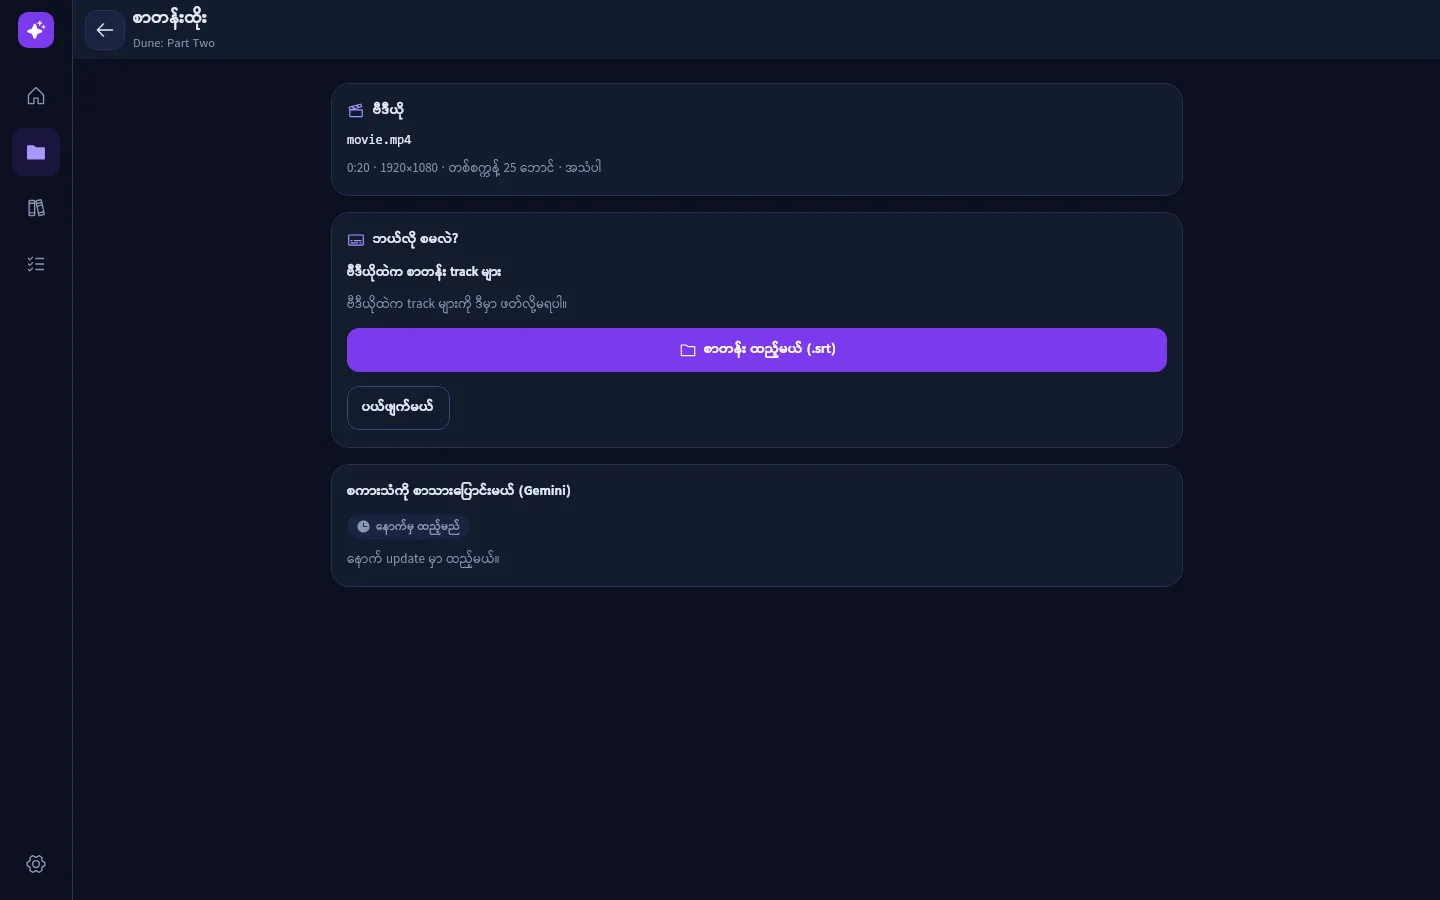 စာတန်းထိုး
Dune: Part Two
ဗီဒီယို
movie.mp4
0:20 · 1920×1080 · တစ်စက္ကန့် 25 ဘောင် · အသံပါ
ဘယ်လို စမလဲ?
ဗီဒီယိုထဲက စာတန်း track များ
ဗီဒီယိုထဲက track များကို ဒီမှာ ဖတ်လို့မရပါ။
စာတန်း ထည့်မယ် (.srt)
ပယ်ဖျက်မယ်
စကားသံကို စာသားပြောင်းမယ် (Gemini)
နောက်မှ ထည့်မည်
နောက် update မှာ ထည့်မယ်။